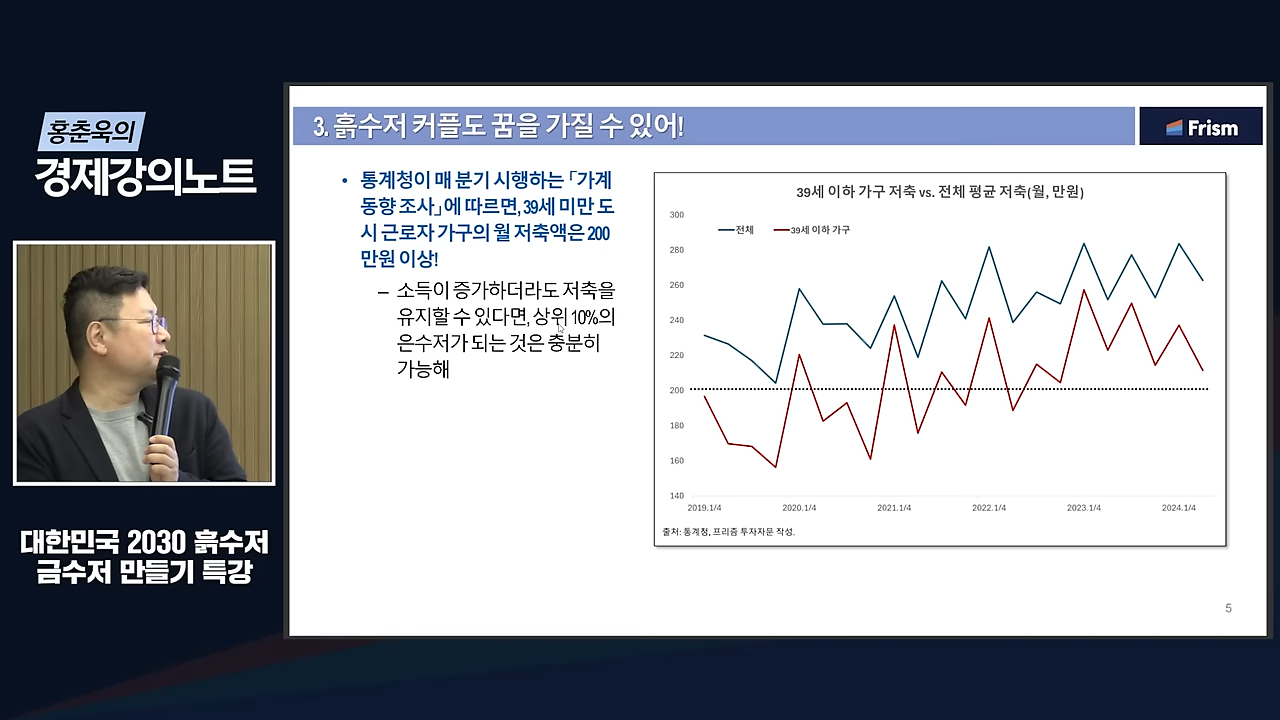 홍춘욱의
경제강의노트
대한민국 2030 흙수저
금수저 만들기 특강
3. 흙수저 커플도 꿈을 가질 수 있어!
Frism
• 통계청이 매 분기 시행하는 「가계
동향 조사」에 따르면, 39세 미만 도
시 근로자 가구의 월 저축액은 200
만원 이상!
– 소득이 증가하더라도 저축을
유지할 수 있다면, 상위 10%의
은수저가 되는 것은 충분히
가능해
39세 이하 가구 저축 vs. 전체 평균 저축(월, 만원)
전체 39세 이하 가구
300
280
260
240
220
200
180
160
140
2019.1/4 2020.1/4 2021.1/4 2022.1/4 2023.1/4 2024.1/4
출처: 통계청, 프리즘 투자자문 작성.
5